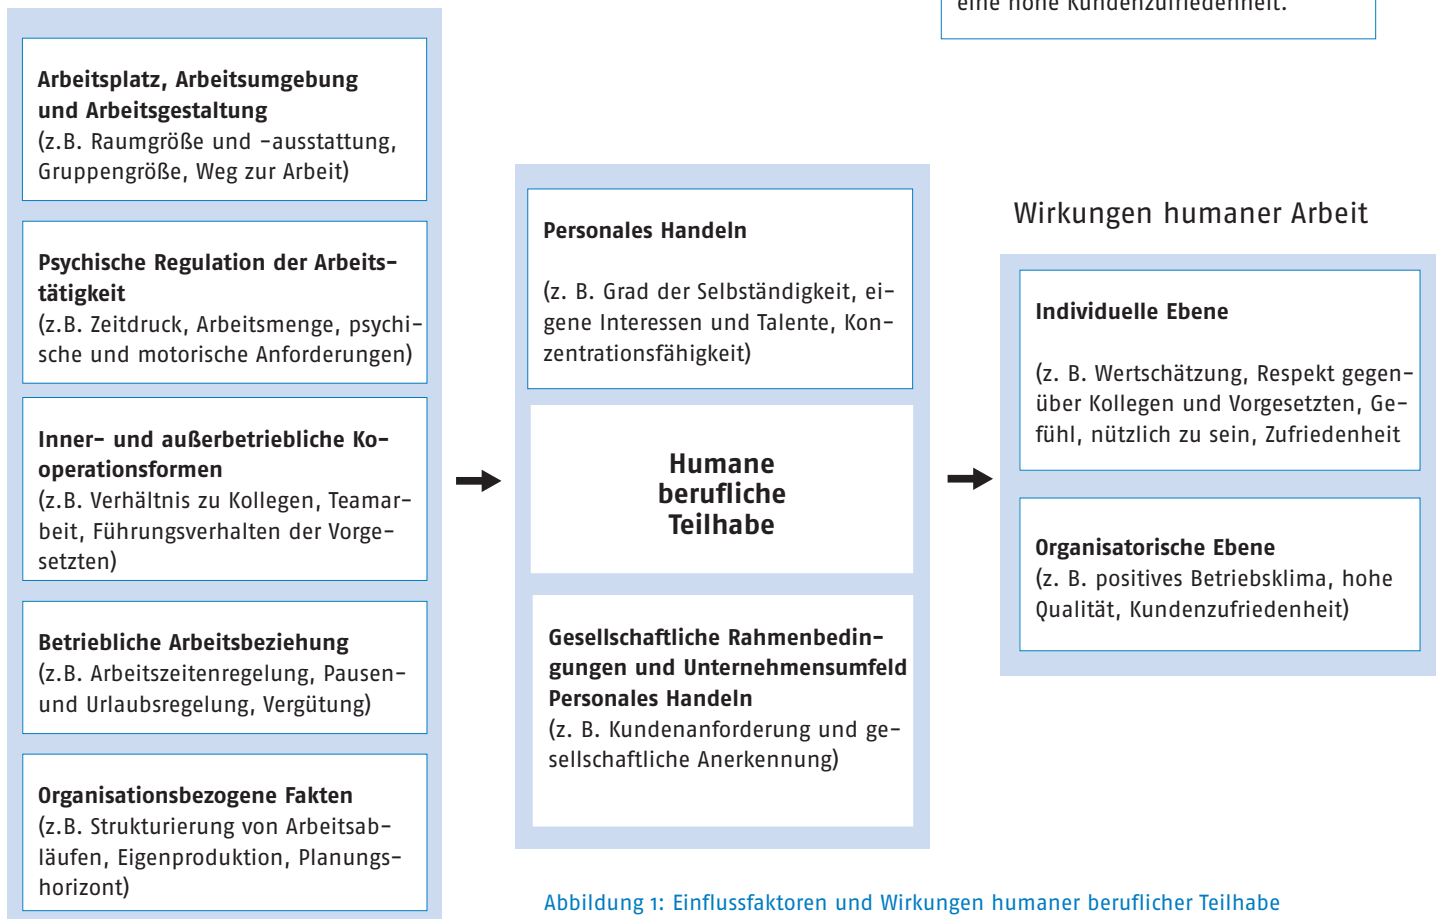 eine hohe Kundenzufriedenheit.
Arbeitsplatz, Arbeitsumgebung
und Arbeitsgestaltung
(z.B. Raumgröße und -ausstattung,
Gruppengröße, Weg zur Arbeit)
Psychische Regulation der Arbeits-
tätigkeit
(z.B. Zeitdruck, Arbeitsmenge, psychi-
sche und motorische Anforderungen)
Inner- und außerbetriebliche Ko-
operationsformen
(z.B. Verhältnis zu Kollegen, Teamar-
beit, Führungsverhalten der Vorge-
setzten)
Betriebliche Arbeitsbeziehung
(z.B. Arbeitszeitenregelung, Pausen-
und Urlaubsregelung, Vergütung)
Organisationsbezogene Fakten
(z.B. Strukturierung von Arbeitsab-
läufen, Eigenproduktion, Planungs-
horizont)
Personales Handeln
(z. B. Grad der Selbständigkeit, ei-
gene Interessen und Talente, Kon-
zentrationsfähigkeit)
Humane
berufliche
Teilhabe
Gesellschaftliche Rahmenbedin-
gungen und Unternehmensumfeld
Personales Handeln
(z. B. Kundenanforderung und ge-
sellschaftliche Anerkennung)
Wirkungen humaner Arbeit
Individuelle Ebene
(z. B. Wertschätzung, Respekt gegen-
über Kollegen und Vorgesetzten, Ge-
fühl, nützlich zu sein, Zufriedenheit
Organisatorische Ebene
(z. B. positives Betriebsklima, hohe
Qualität, Kundenzufriedenheit)
Abbildung 1: Einflussfaktoren und Wirkungen humaner beruflicher Teilhabe